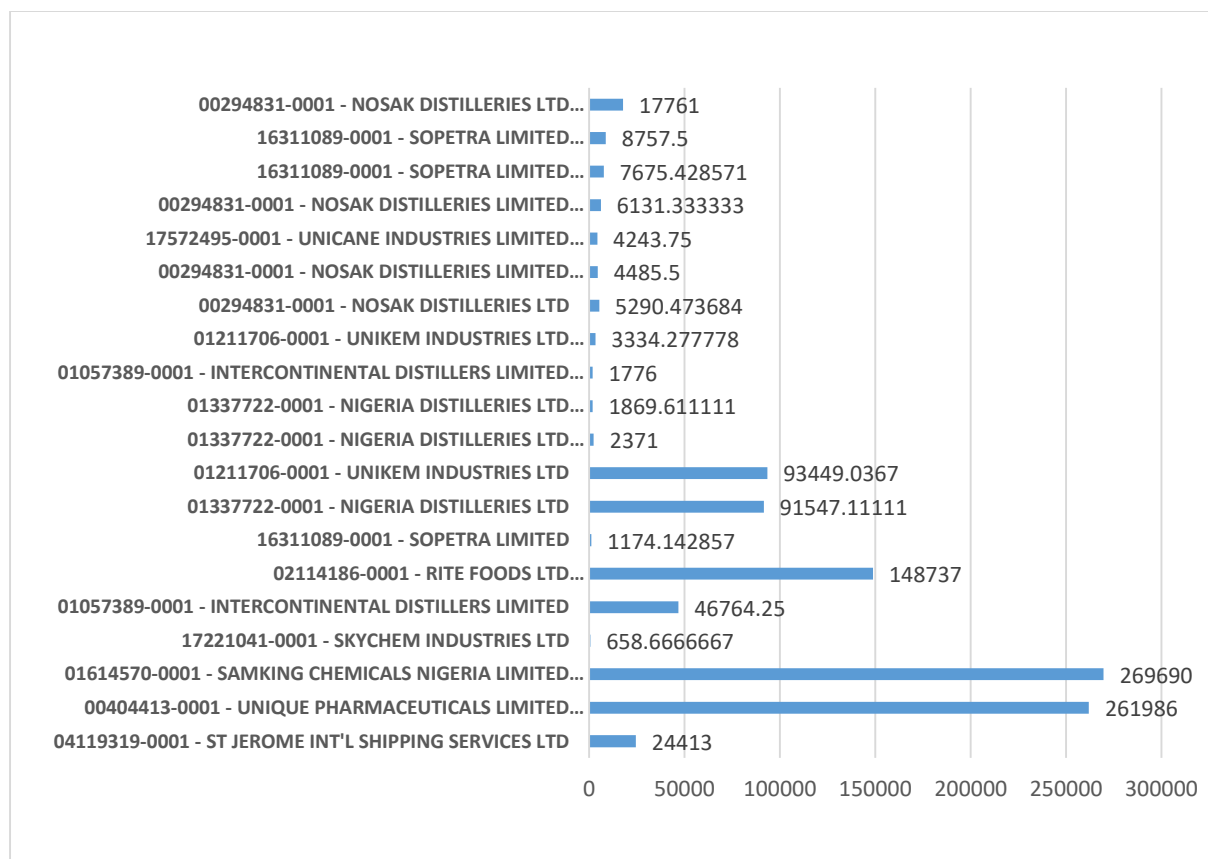 00294831-0001 - NOSAK DISTILLERIES LTD... 17761
16311089-0001 - SOPETRA LIMITED... 8757.5
16311089-0001 - SOPETRA LIMITED... 7675.428571
00294831-0001 - NOSAK DISTILLERIES LIMITED... 6131.333333
17572495-0001 - UNICANE INDUSTRIES LIMITED... 4243.75
00294831-0001 - NOSAK DISTILLERIES LIMITED... 4485.5
00294831-0001 - NOSAK DISTILLERIES LTD 5290.473684
01211706-0001 - UNIKEM INDUSTRIES LTD... 3334.277778
01057389-0001 - INTERCONTINENTAL DISTILLERS LIMITED... 1776
01337722-0001 - NIGERIA DISTILLERIES LTD... 1869.611111
01337722-0001 - NIGERIA DISTILLERIES LTD... 2371
01211706-0001 - UNIKEM INDUSTRIES LTD 93449.0367
01337722-0001 - NIGERIA DISTILLERIES LTD 91547.11111
16311089-0001 - SOPETRA LIMITED 1174.142857
02114186-0001 - RITE FOODS LTD... 148737
01057389-0001 - INTERCONTINENTAL DISTILLERS LIMITED 46764.25
17221041-0001 - SKYCHEM INDUSTRIES LTD 658.6666667
01614570-0001 - SAMKING CHEMICALS NIGERIA LIMITED... 269690
00404413-0001 - UNIQUE PHARMACEUTICALS LIMITED... 261986
04119319-0001 - ST JEROME INT'L SHIPPING SERVICES LTD 24413
0 50000 100000 150000 200000 250000 300000